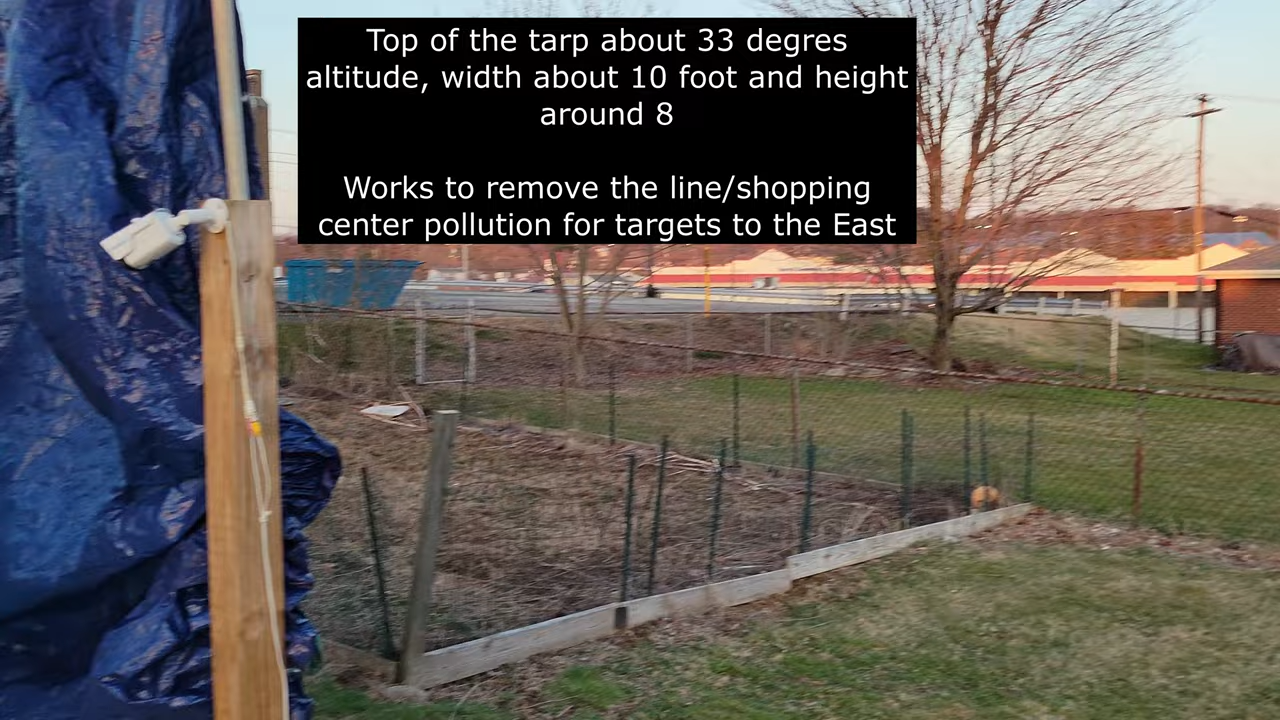 Top of the tarp about 33 degres
altitude, width about 10 foot and height
around 8
Works to remove the line/shopping
center pollution for targets to the East